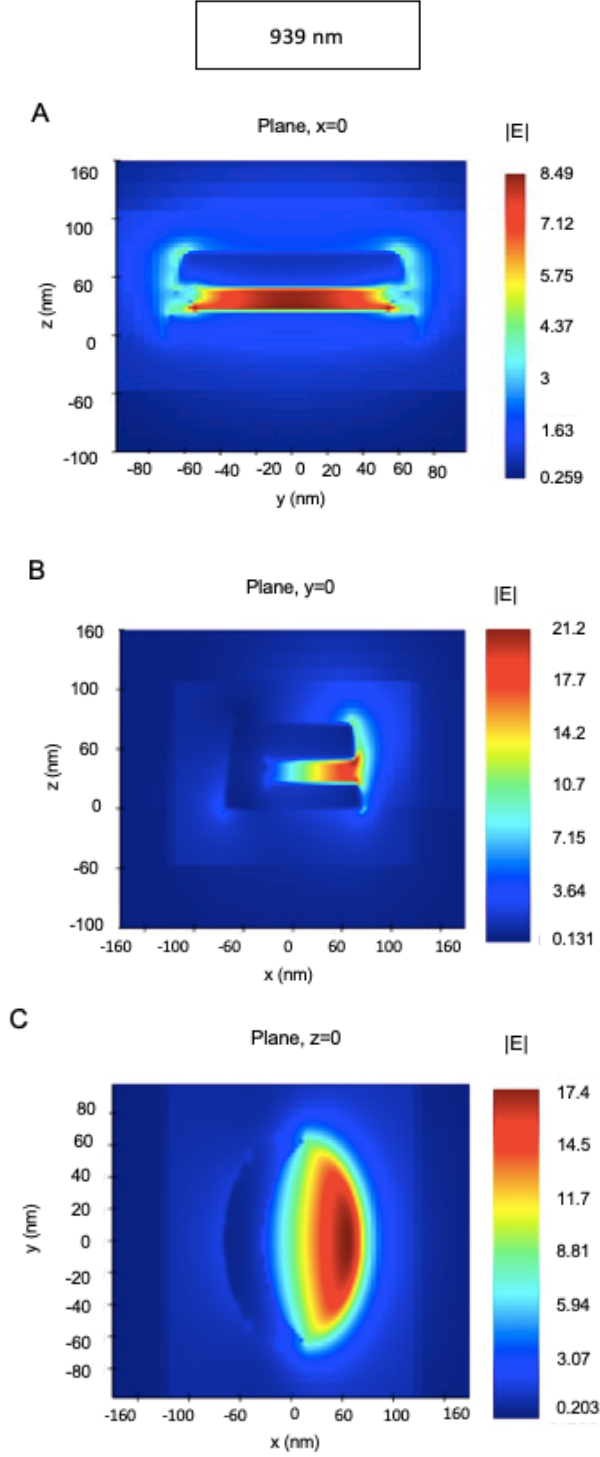 939 nm
A
Plane, x=0
|E|
160
100
60
0
-60
-100
z (nm)
-80 -60 -40 -20 0 20 40 60 80
y (nm)
8.49
7.12
5.75
4.37
3
1.63
0.259
B
Plane, y=0
|E|
160
100
60
0
-60
-100
z (nm)
-160 -100 -60 0 60 100 160
x (nm)
21.2
17.7
14.2
10.7
7.15
3.64
0.131
C
Plane, z=0
|E|
80
60
40
20
0
-20
-40
-60
-80
y (nm)
-160 -100 -60 0 60 100 160
x (nm)
17.4
14.5
11.7
8.81
5.94
3.07
0.203